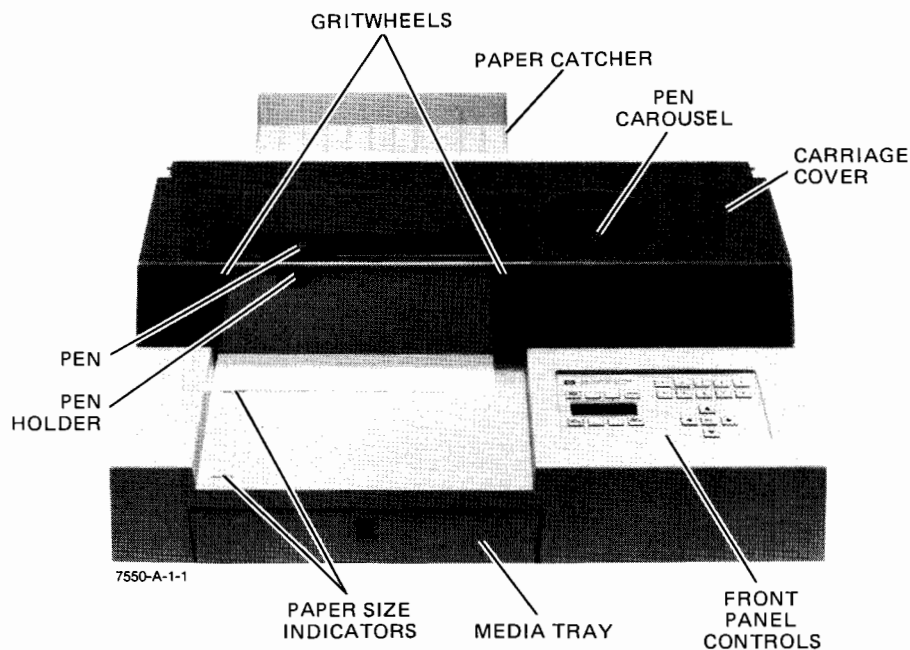 GRITWHEELS
PAPER CATCHER
PEN
CAROUSEL
CARRIAGE
COVER
PEN
PEN
HOLDER
7550-A-1-1
PAPER SIZE
INDICATORS
MEDIA TRAY
FRONT
PANEL
CONTROLS